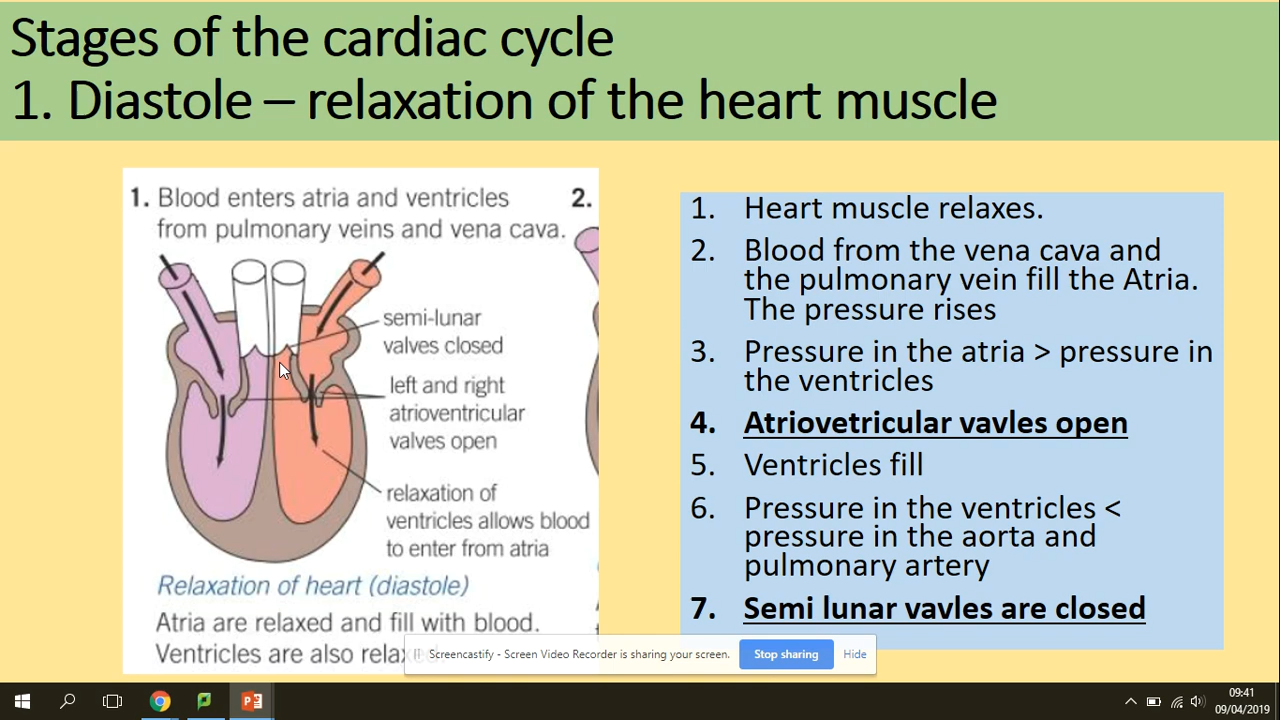 Stages of the cardiac cycle
1. Diastole – relaxation of the heart muscle
1. Blood enters atria and ventricles
from pulmonary veins and vena cava.
2.
semi-lunar
valves closed
left and right
atrioventricular
valves open
relaxation of
ventricles allows blood
to enter from atria
Relaxation of heart (diastole)
Atria are relaxed and fill with blood.
Ventricles are also
1. Heart muscle relaxes.
2. Blood from the vena cava and
the pulmonary vein fill the Atria.
The pressure rises
3. Pressure in the atria > pressure in
the ventricles
4. Atriovetricular vavles open
5. Ventricles fill
6. Pressure in the ventricles <
pressure in the aorta and
pulmonary artery
7. Semi lunar vavles are closed
Screencastify - Screen Video Recorder is sharing your screen.
Stop sharing
Hide
09:41
09/04/2019